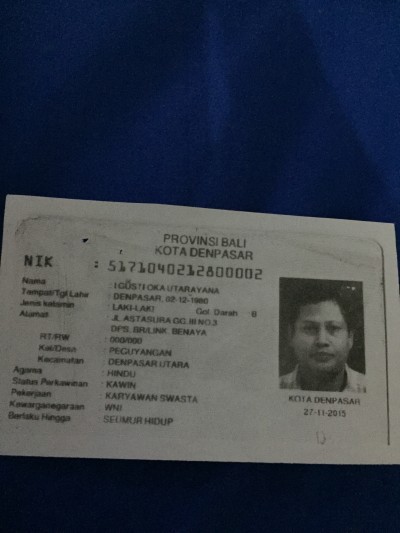 PROVINSI BALI
KOTA DENPASAR
NIK : 5171040212800002
Nama : I GUSTI OKA UTARAYANA
Tempat/Tgl Lahir : DENPASAR, 02-12-1980
Jenis kelamin : LAKI-LAKI Gol. Darah : B
Alamat : JL. ASTASURA GG.III NO.3
DPS. BR/LINK. BENAYA
RT/RW : 000/000
Kel/Desa : PEGUYANGAN
Kecamatan : DENPASAR UTARA
Agama : HINDU
Status Perkawinan : KAWIN
Pekerjaan : KARYAWAN SWASTA
Kewarganegaraan : WNI
Berlaku Hingga : SEUMUR HIDUP
KOTA DENPASAR
27-11-2015